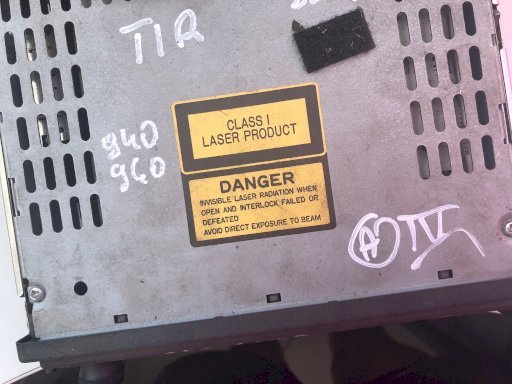 TIR
CLASS I
LASER PRODUCT
940
960
DANGER
INVISIBLE LASER RADIATION WHEN
OPEN AND INTERLOCK FAILED OR
DEFEATED
AVOID DIRECT EXPOSURE TO BEAM